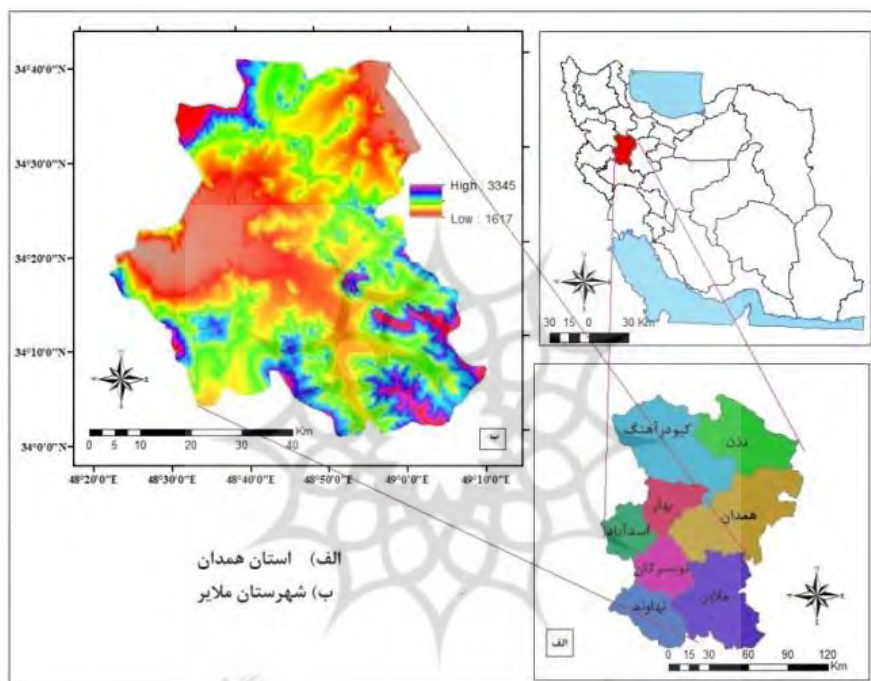 34°40'0"N
34°30'0"N
34°20'0"N
34°10'0"N
34°0'0"N
High : 3345
Low : 1617
0 2.5 5 10 20 30 40
Km
ب
48°20'0"E 48°30'0"E 48°40'0"E 48°50'0"E 49°0'0"E 49°10'0"E
30 15 0 30 Km
کبودرآهنگ
رزن
بهار
همدان
اسدآباد
تویسرکان
ملایر
نهاوند
الف
0 15 30 60 90 120
Km
الف) استان همدان
ب) شهرستان ملایر